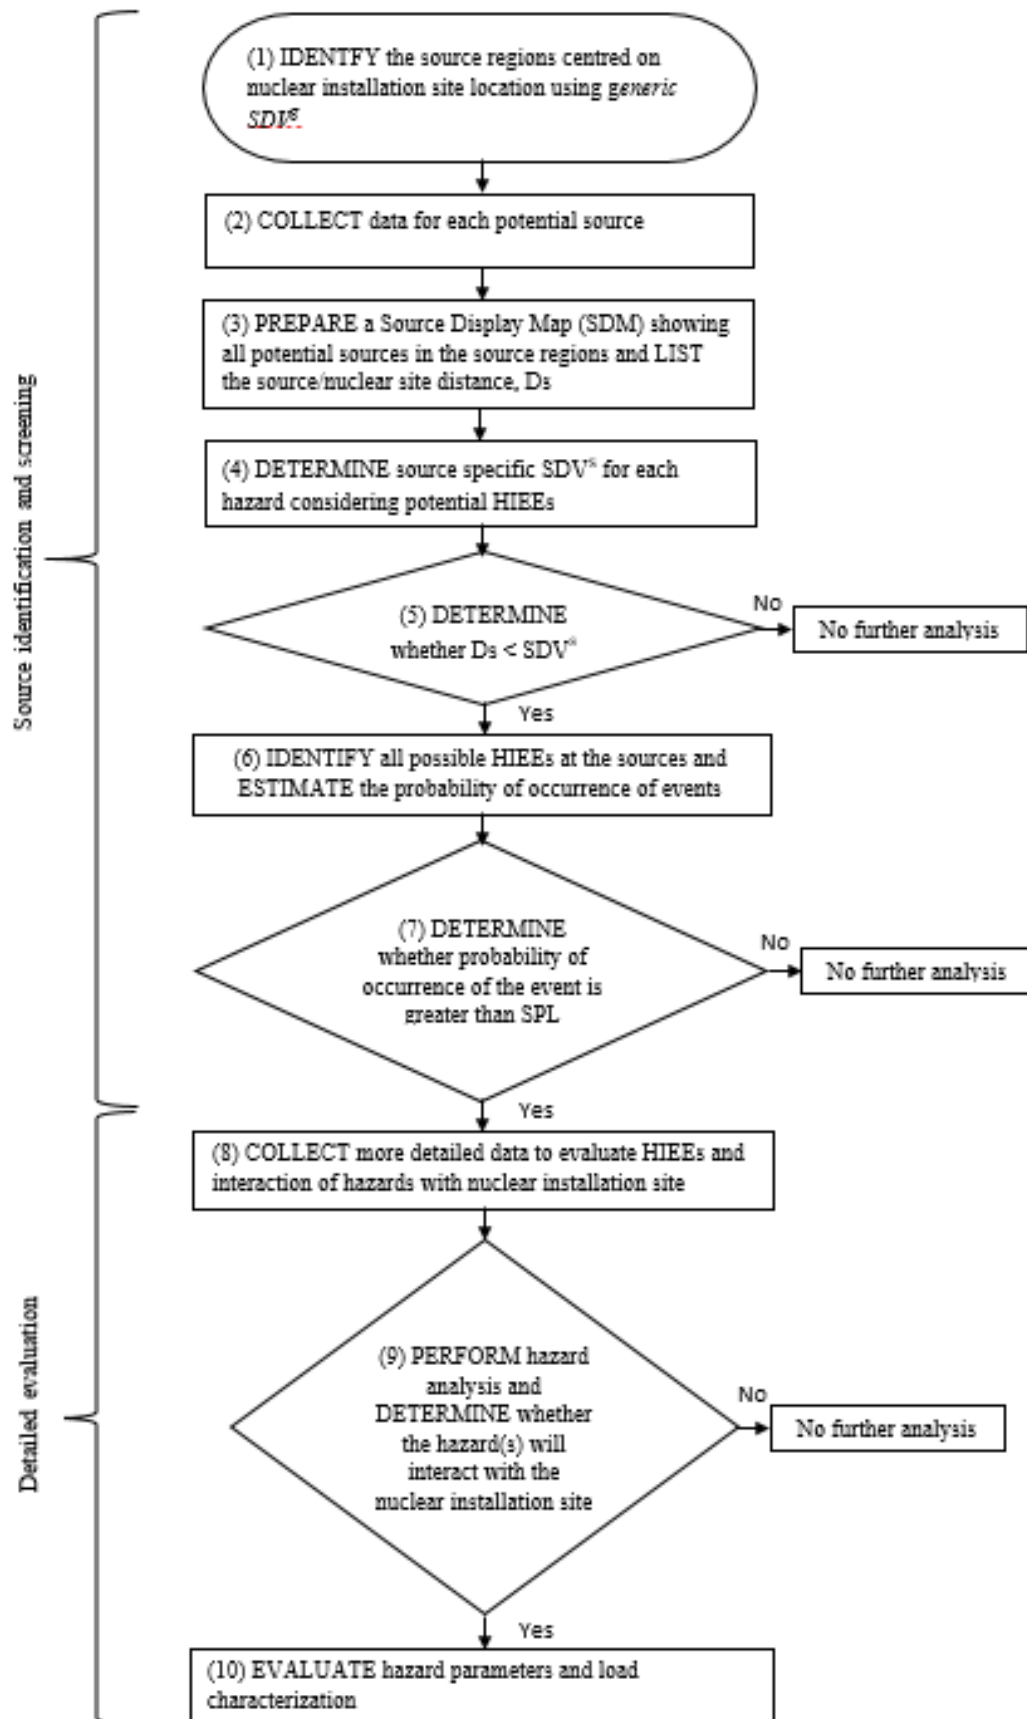 (1) IDENTFY the source regions centred on
nuclear installation site location using generic
SDVᵍ
(2) COLLECT data for each potential source
(3) PREPARE a Source Display Map (SDM) showing
all potential sources in the source regions and LIST
the source/nuclear site distance, Ds
(4) DETERMINE source specific SDVˢ for each
hazard considering potential HIEEs
(5) DETERMINE
whether Ds < SDVˢ
No
No further analysis
Yes
(6) IDENTIFY all possible HIEEs at the sources and
ESTIMATE the probability of occurrence of events
(7) DETERMINE
whether probability of
occurrence of the event is
greater than SPL
No
No further analysis
Yes
Source identification and screening
(8) COLLECT more detailed data to evaluate HIEEs and
interaction of hazards with nuclear installation site
(9) PERFORM hazard
analysis and
DETERMINE whether
the hazard(s) will
interact with the
nuclear installation site
No
No further analysis
Yes
(10) EVALUATE hazard parameters and load
characterization
Detailed evaluation